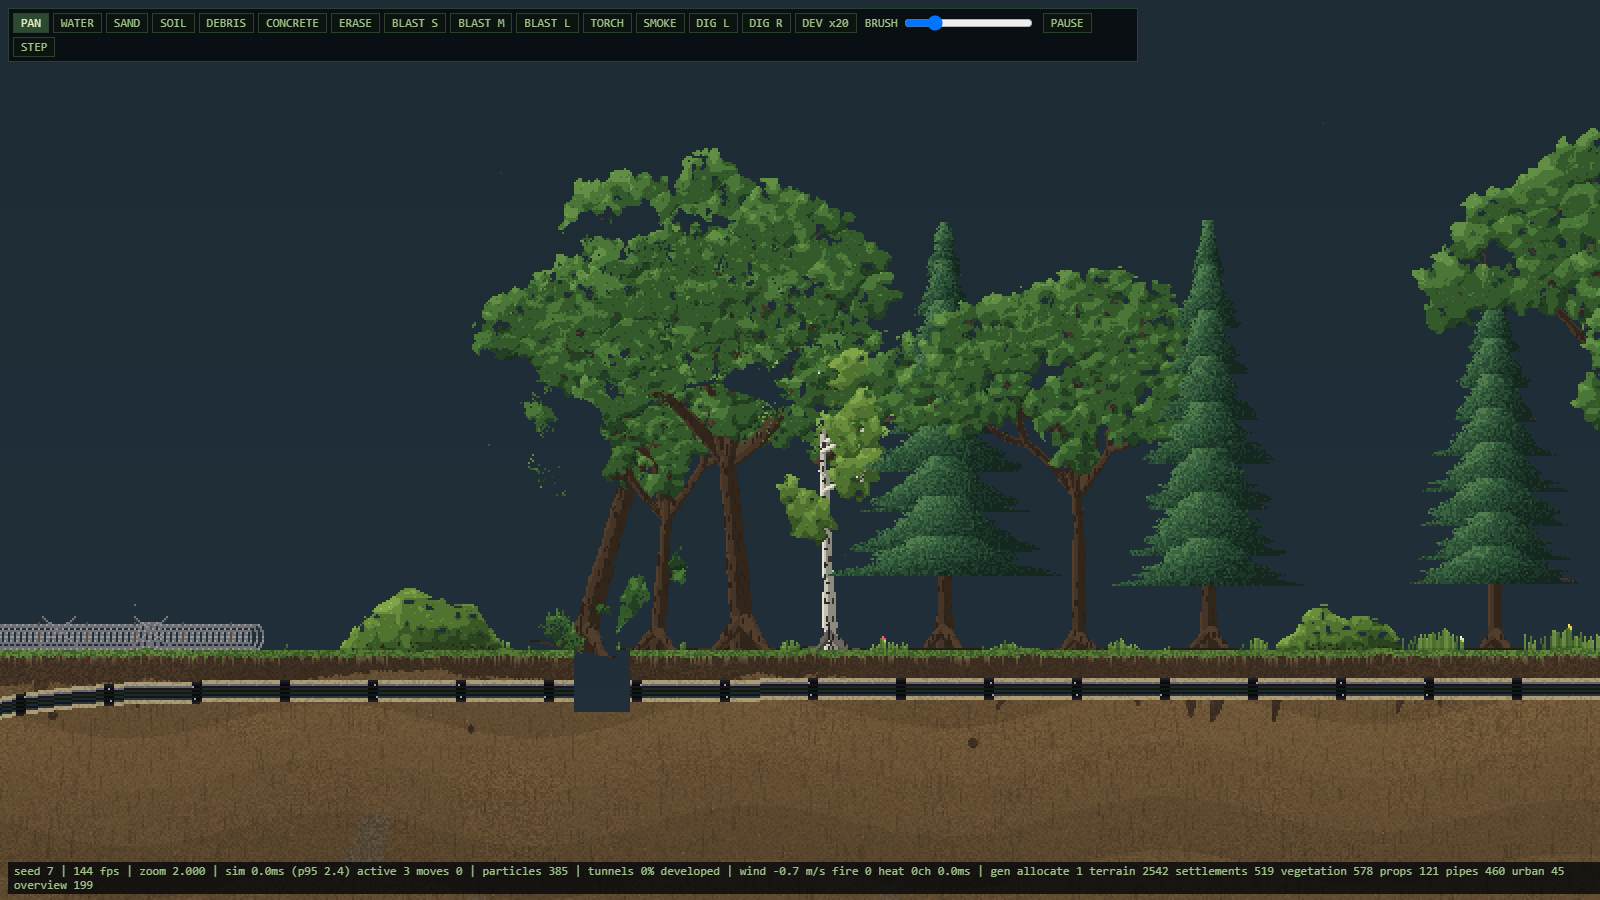 PAN WATER SAND SOIL DEBRIS CONCRETE ERASE BLAST S BLAST M BLAST L TORCH SMOKE DIG L DIG R DEV x20 BRUSH PAUSE
STEP
seed 7 | 144 fps | zoom 2.000 | sim 0.0ms (p95 2.4) active 3 moves 0 | particles 385 | tunnels 0% developed | wind -0.7 m/s fire 0 heat 0ch 0.0ms | gen allocate 1 terrain 2542 settlements 519 vegetation 578 props 121 pipes 460 urban 45
overview 199